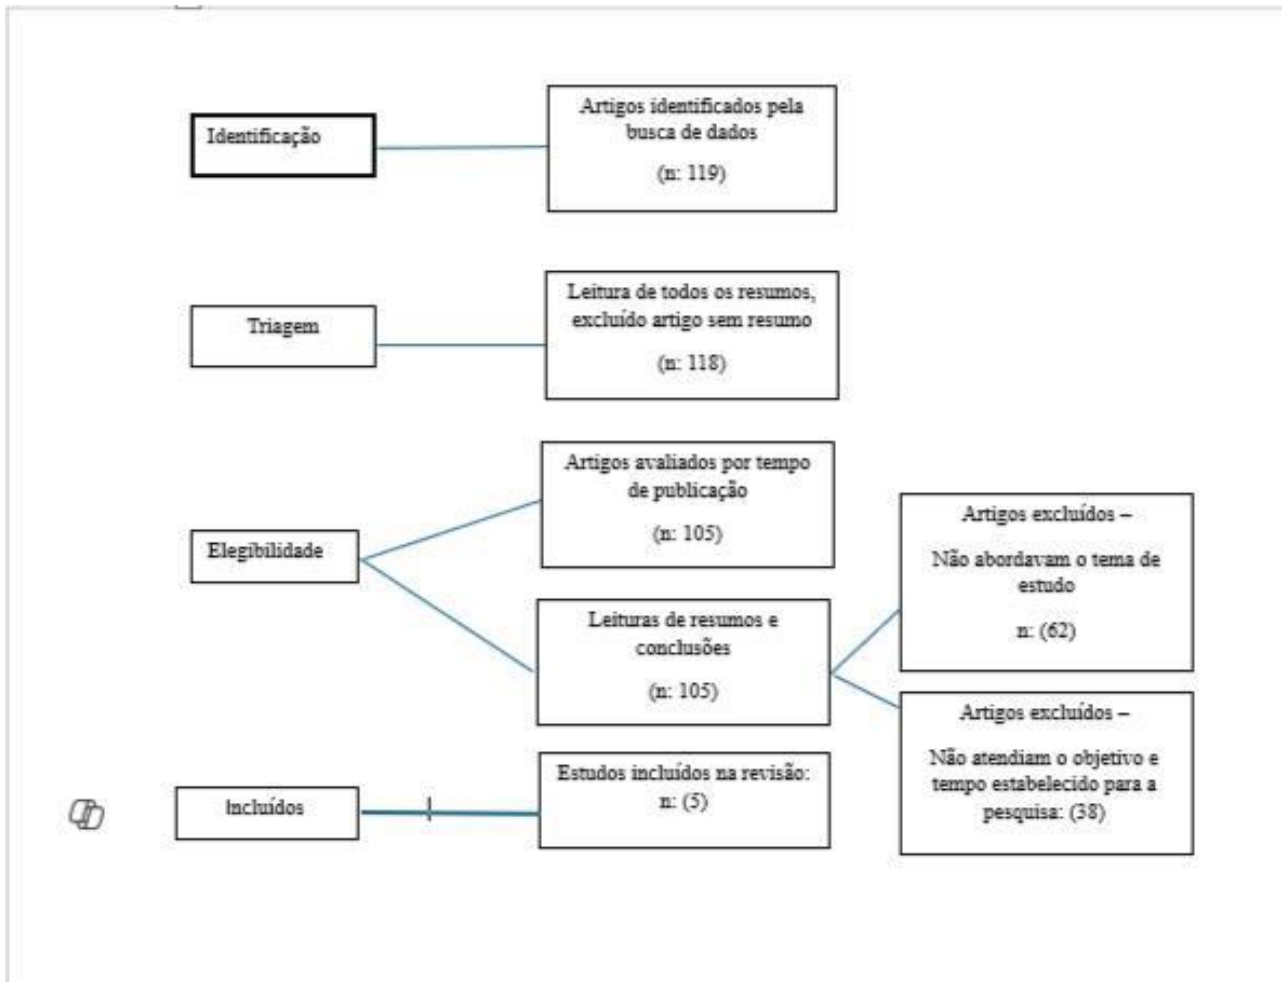 Identificação
Artigos identificados pela
busca de dados
(n: 119)
Triagem
Leitura de todos os resumos,
excluído artigo sem resumo
(n: 118)
Elegibilidade
Artigos avaliados por tempo
de publicação
(n: 105)
Leituras de resumos e
conclusões
(n: 105)
Artigos excluídos –
Não abordavam o tema de
estudo
n: (62)
Artigos excluídos –
Não atendiam o objetivo e
tempo estabelecido para a
pesquisa: (38)
Incluídos
Estudos incluídos na revisão:
n: (5)